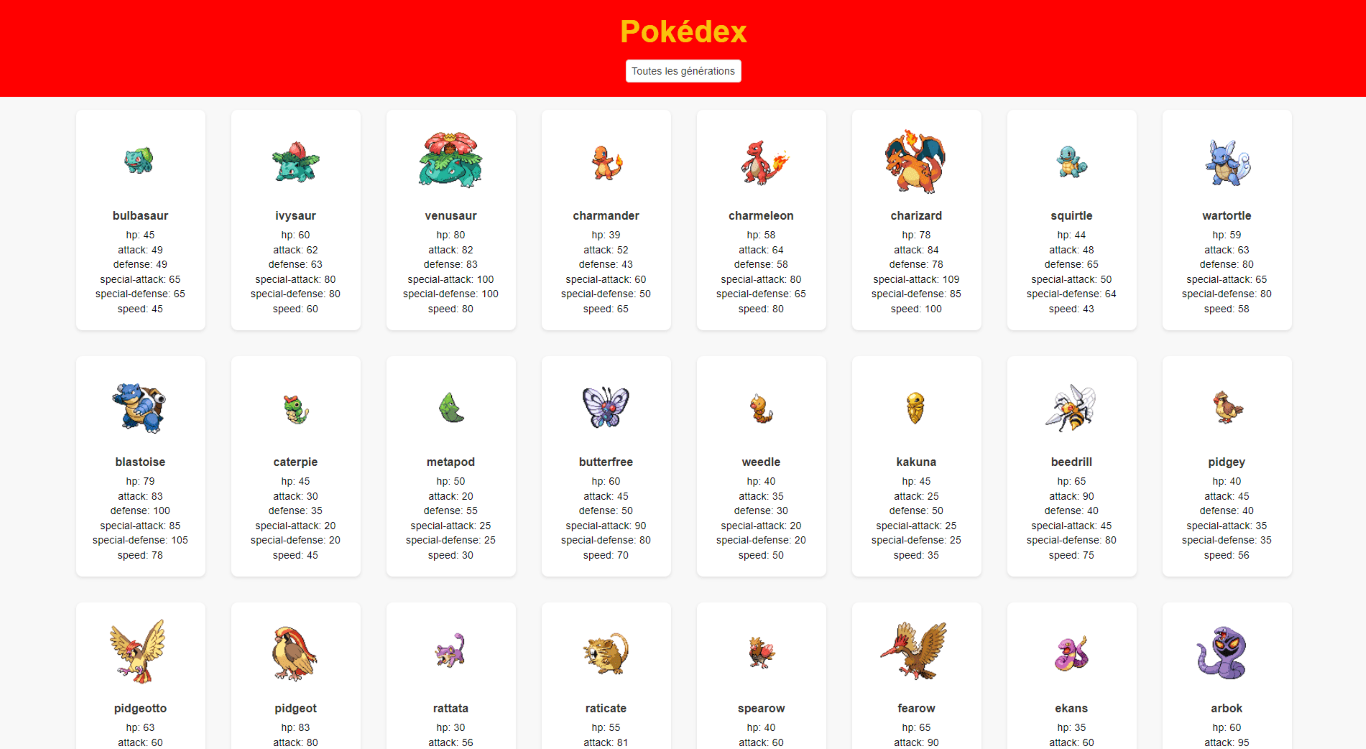 Pokédex
Toutes les générations
bulbasaur
hp: 45
attack: 49
defense: 49
special-attack: 65
special-defense: 65
speed: 45
ivysaur
hp: 60
attack: 62
defense: 63
special-attack: 80
special-defense: 80
speed: 60
venusaur
hp: 80
attack: 82
defense: 83
special-attack: 100
special-defense: 100
speed: 80
charmander
hp: 39
attack: 52
defense: 43
special-attack: 60
special-defense: 50
speed: 65
charmeleon
hp: 58
attack: 64
defense: 58
special-attack: 80
special-defense: 65
speed: 80
charizard
hp: 78
attack: 84
defense: 78
special-attack: 109
special-defense: 85
speed: 100
squirtle
hp: 44
attack: 48
defense: 65
special-attack: 50
special-defense: 64
speed: 43
wartortle
hp: 59
attack: 63
defense: 80
special-attack: 65
special-defense: 80
speed: 58
blastoise
hp: 79
attack: 83
defense: 100
special-attack: 85
special-defense: 105
speed: 78
caterpie
hp: 45
attack: 30
defense: 35
special-attack: 20
special-defense: 20
speed: 45
metapod
hp: 50
attack: 20
defense: 55
special-attack: 25
special-defense: 25
speed: 30
butterfree
hp: 60
attack: 45
defense: 50
special-attack: 90
special-defense: 80
speed: 70
weedle
hp: 40
attack: 35
defense: 30
special-attack: 20
special-defense: 20
speed: 50
kakuna
hp: 45
attack: 25
defense: 50
special-attack: 25
special-defense: 25
speed: 35
beedrill
hp: 65
attack: 90
defense: 40
special-attack: 45
special-defense: 80
speed: 75
pidgey
hp: 40
attack: 45
defense: 40
special-attack: 35
special-defense: 35
speed: 56
pidgeotto
hp: 63
attack: 60
pidgeot
hp: 83
attack: 80
rattata
hp: 30
attack: 56
raticate
hp: 55
attack: 81
spearow
hp: 40
attack: 60
fearow
hp: 65
attack: 90
ekans
hp: 35
attack: 60
arbok
hp: 60
attack: 95